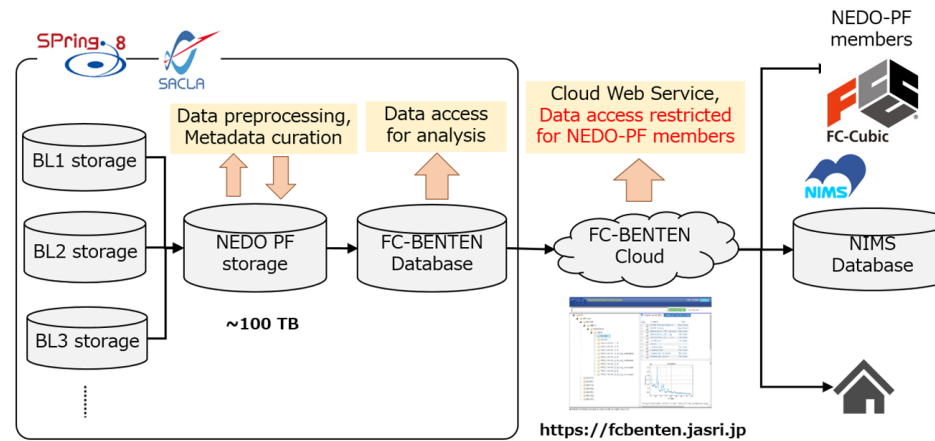 SPring-8
SACLA
BL1 storage
BL2 storage
BL3 storage
Data preprocessing,
Metadata curation
NEDO PF
storage
~100 TB
Data access
for analysis
FC-BENTEN
Database
Cloud Web Service,
Data access restricted
for NEDO-PF members
FC-BENTEN
Cloud
https://fcbenten.jasri.jp
NEDO-PF
members
FCCC
FC-Cubic
NIMS
NIMS
Database